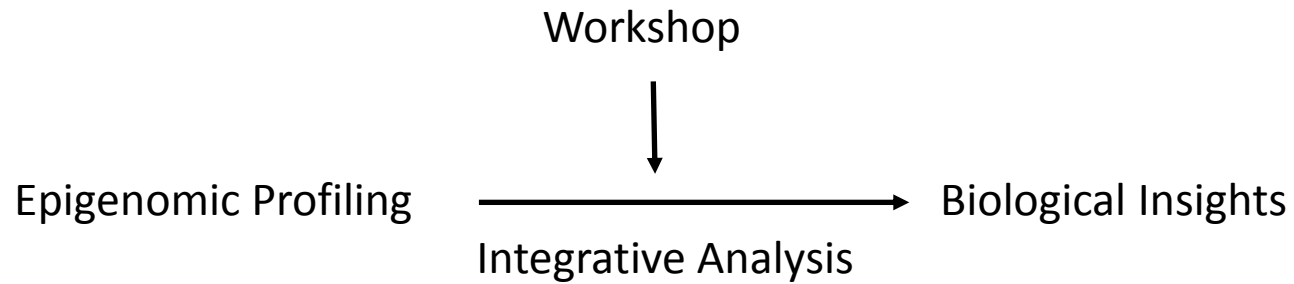 Workshop
Epigenomic Profiling
Biological Insights
Integrative Analysis